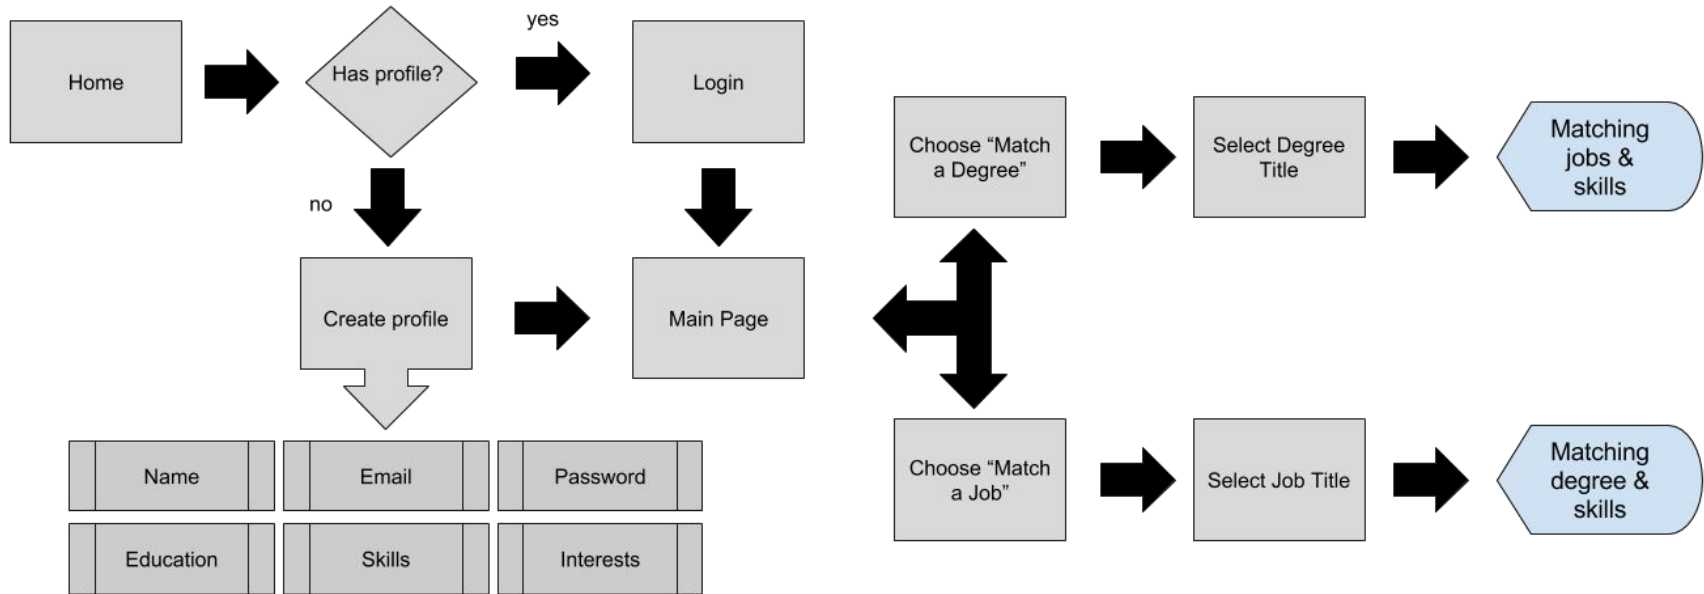 yes
Home
Has profile?
Login
no
Create profile
Main Page
Name
Email
Password
Education
Skills
Interests
Choose “Match
a Degree”
Select Degree
Title
Matching
jobs &
skills
Choose “Match
a Job”
Select Job Title
Matching
degree &
skills